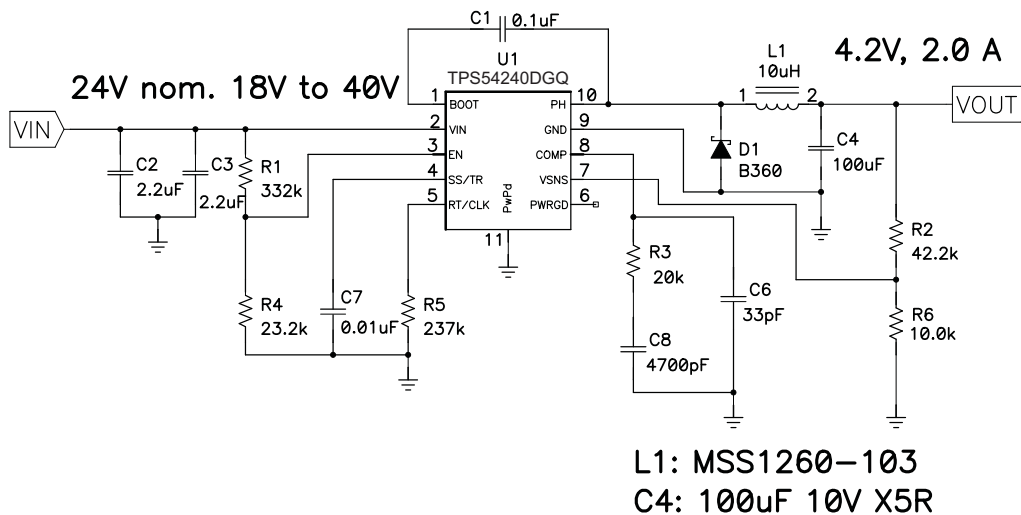 C1
0.1uF
U1
TPS54240DGQ
L1
10uH
4.2V, 2.0 A
24V nom. 18V to 40V
VIN
VOUT
1
BOOT
PH
10
2
VIN
GND
9
3
EN
COMP
8
4
SS/TR
VSNS
7
5
RT/CLK
PWRGD
6
PwPd
11
1
2
C2
2.2uF
C3
2.2uF
R1
332k
D1
B360
C4
100uF
R2
42.2k
R3
20k
C6
33pF
R4
23.2k
C7
0.01uF
R5
237k
C8
4700pF
R6
10.0k
L1: MSS1260-103
C4: 100uF 10V X5R